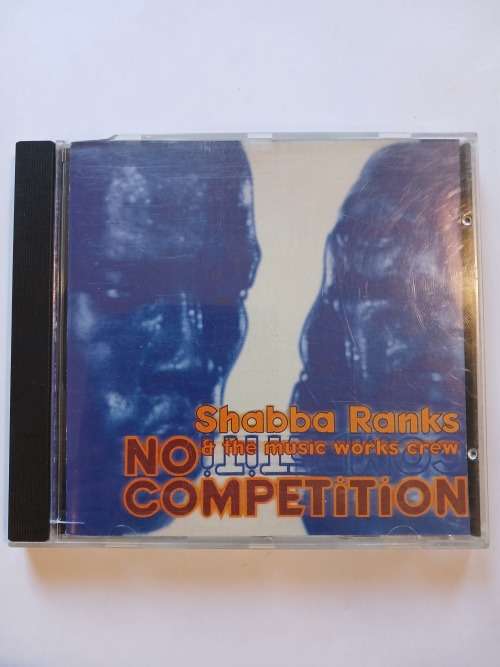 Shabba Ranks
& the music works crew
NO
COMPETiTiON